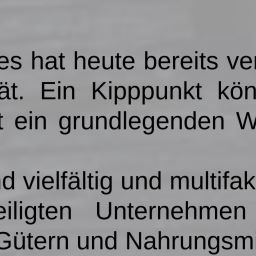 es hat heute bereits ver
ät. Ein Kipppunkt kön
t ein grundlegenden W
d vielfältig und multifak
eiligten Unternehmen
Gütern und Nahrungsm